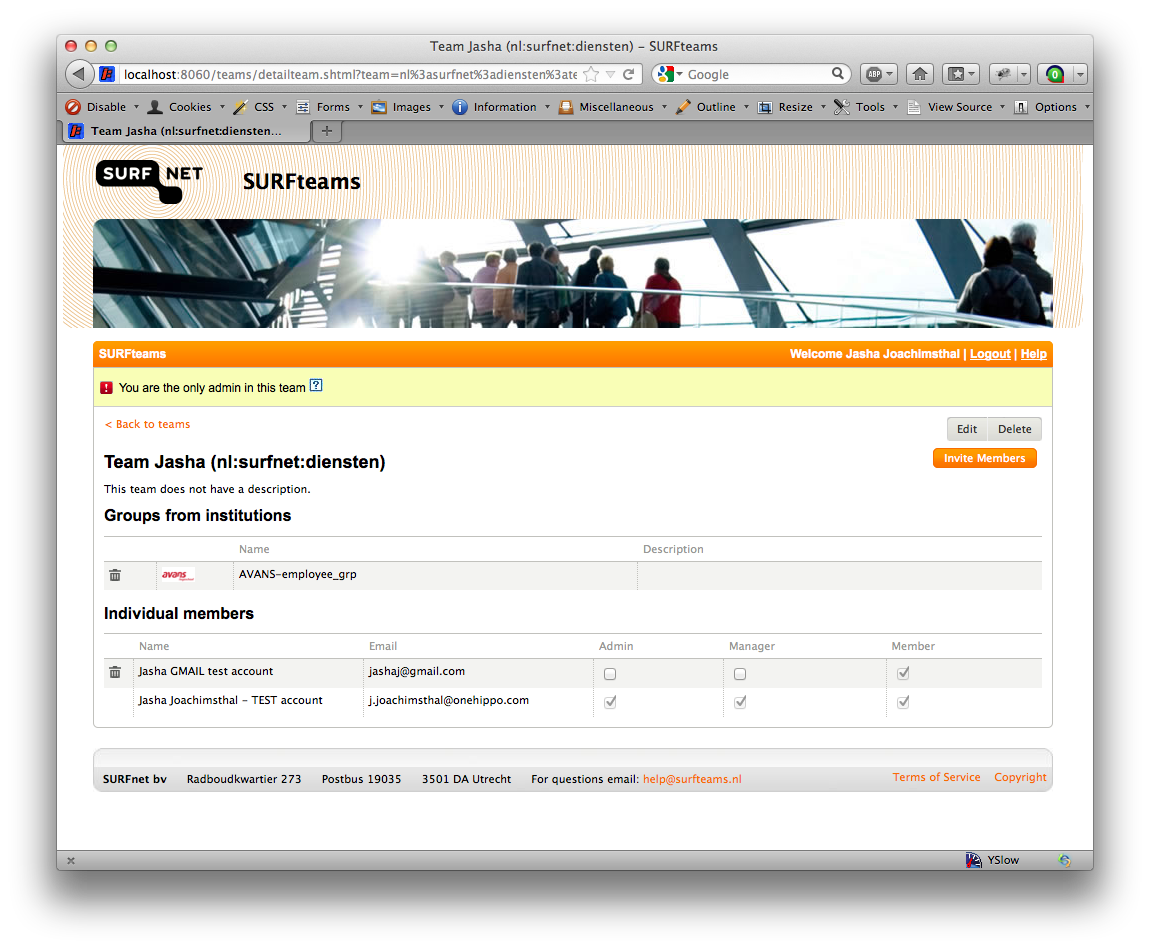 Team Jasha (nl:surfnet:diensten) – SURFteams
localhost:8060/teams/detailteam.shtml?team=nl%3asurfnet%3adiensten%3ate
Google
ABP
0
Disable Cookies CSS Forms Images Information Miscellaneous Outline Resize Tools View Source Options
Team Jasha (nl:surfnet:diensten... +
SURF NET SURFteams
SURFteams Welcome Jasha Joachimsthal | Logout | Help
! You are the only admin in this team ?
< Back to teams Edit Delete
Team Jasha (nl:surfnet:diensten) Invite Members
This team does not have a description.
Groups from institutions
Name Description
avans AVANS-employee_grp
Individual members
Name Email Admin Manager Member
Jasha GMAIL test account jashaj@gmail.com
Jasha Joachimsthal - TEST account j.joachimsthal@onehippo.com
SURFnet bv Radboudkwartier 273 Postbus 19035 3501 DA Utrecht For questions email: help@surfteams.nl Terms of Service Copyright
YSlow